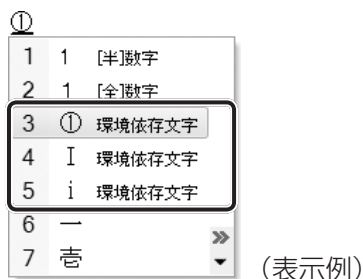 ①
1 1 [半]数字
2 1 [全]数字
3 ① 環境依存文字
4 Ⅰ 環境依存文字
5 ⅰ 環境依存文字
6 一
7 壱
(表示例)